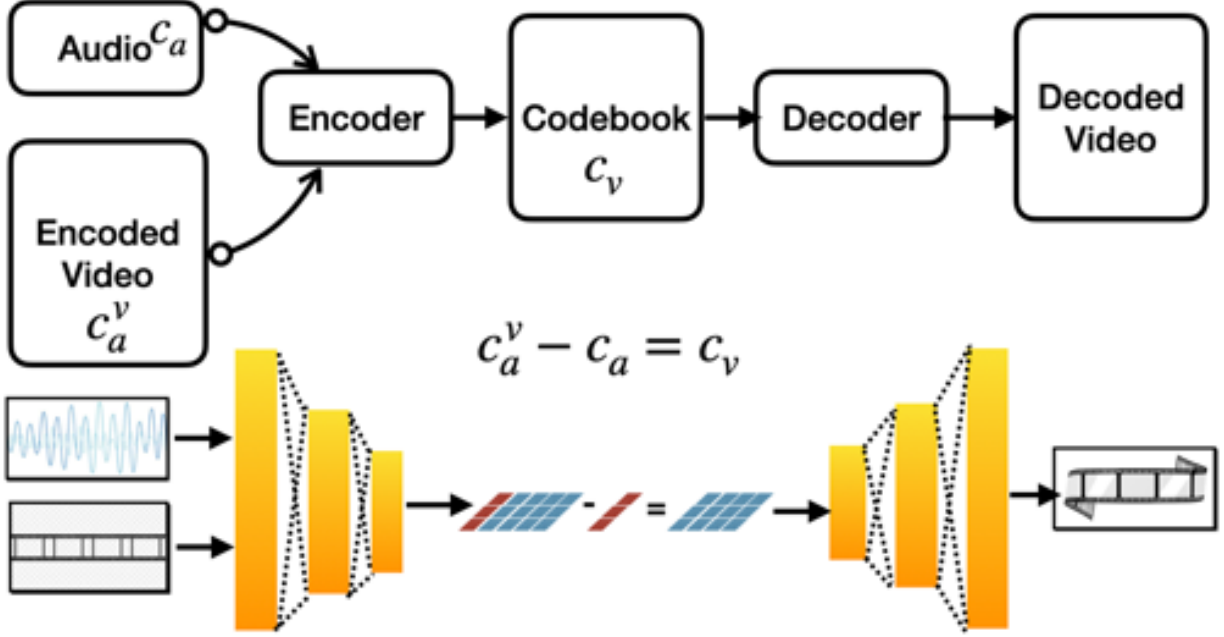 Audio c_a
Encoder
Codebook
c_v
Decoder
Decoded
Video
Encoded
Video
c_a^v
c_a^v - c_a = c_v
- =